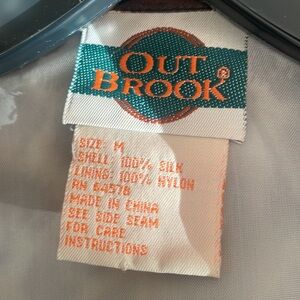 OUT
BROOK®
SIZE: M
SHELL: 100% SILK
LINING: 100% NYLON
RN 64578
MADE IN CHINA
SEE SIDE SEAM
FOR CARE
INSTRUCTIONS